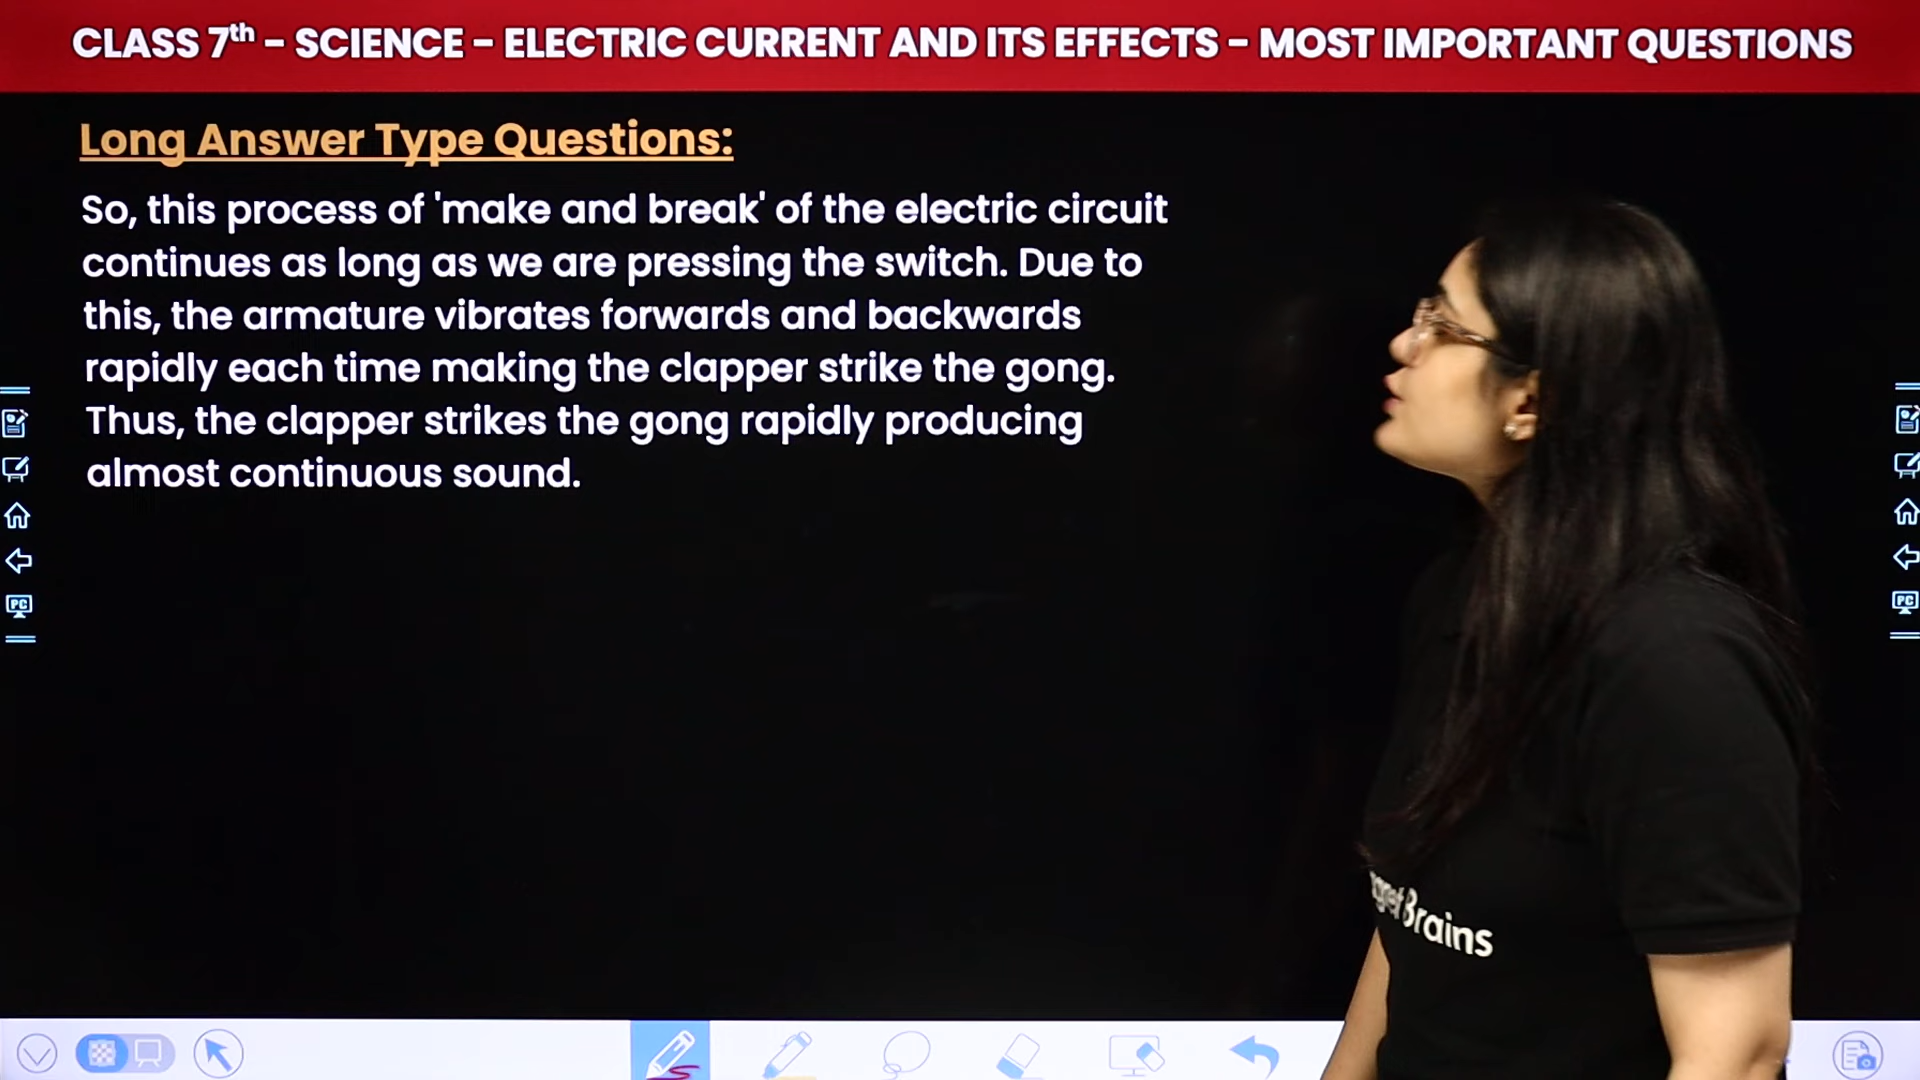 CLASS 7th - SCIENCE - ELECTRIC CURRENT AND ITS EFFECTS - MOST IMPORTANT QUESTIONS
Long Answer Type Questions:
So, this process of 'make and break' of the electric circuit
continues as long as we are pressing the switch. Due to
this, the armature vibrates forwards and backwards
rapidly each time making the clapper strike the gong.
Thus, the clapper strikes the gong rapidly producing
almost continuous sound.
PC
PC
Brains